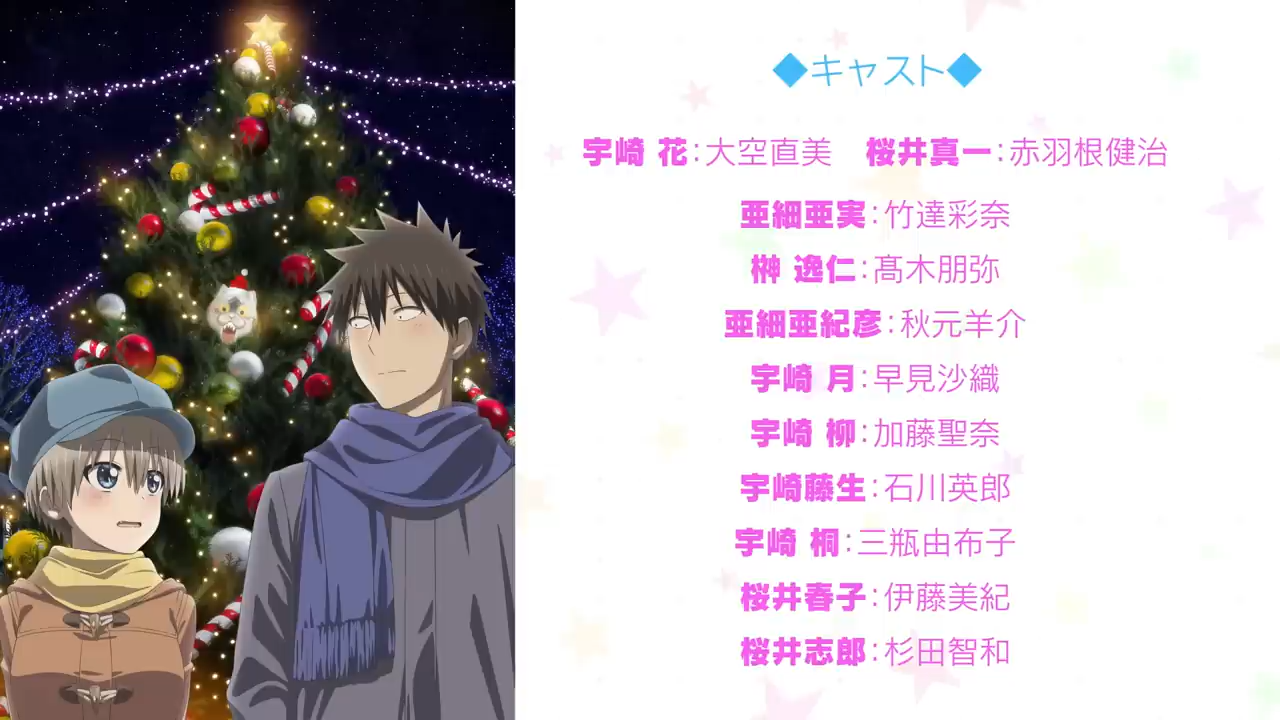 ◆キャスト◆
宇崎 花：大空直美　桜井真一：赤羽根健治
亜細亜実：竹達彩奈
榊 逸仁：髙木朋弥
亜細亜紀彦：秋元羊介
宇崎 月：早見沙織
宇崎 柳：加藤聖奈
宇崎藤生：石川英郎
宇崎 桐：三瓶由布子
桜井春子：伊藤美紀
桜井志郎：杉田智和